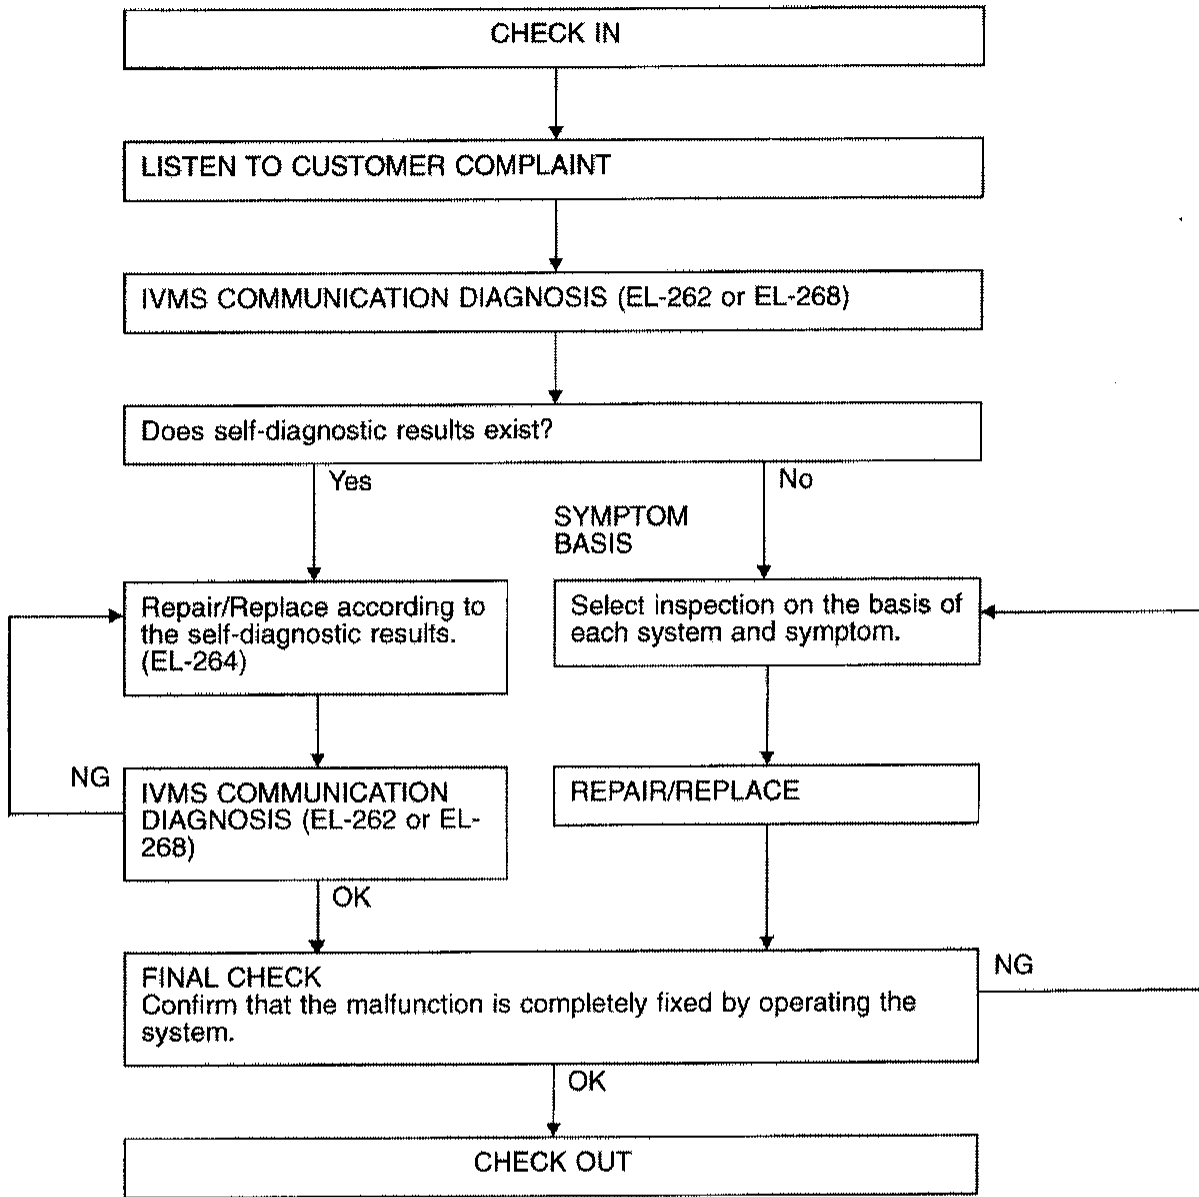 CHECK IN
LISTEN TO CUSTOMER COMPLAINT
IVMS COMMUNICATION DIAGNOSIS (EL-262 or EL-268)
Does self-diagnostic results exist?
Yes
No
SYMPTOM
BASIS
Repair/Replace according to
the self-diagnostic results.
(EL-264)
Select inspection on the basis of
each system and symptom.
NG
IVMS COMMUNICATION
DIAGNOSIS (EL-262 or EL-
268)
REPAIR/REPLACE
OK
FINAL CHECK
Confirm that the malfunction is completely fixed by operating the
system.
NG
OK
CHECK OUT